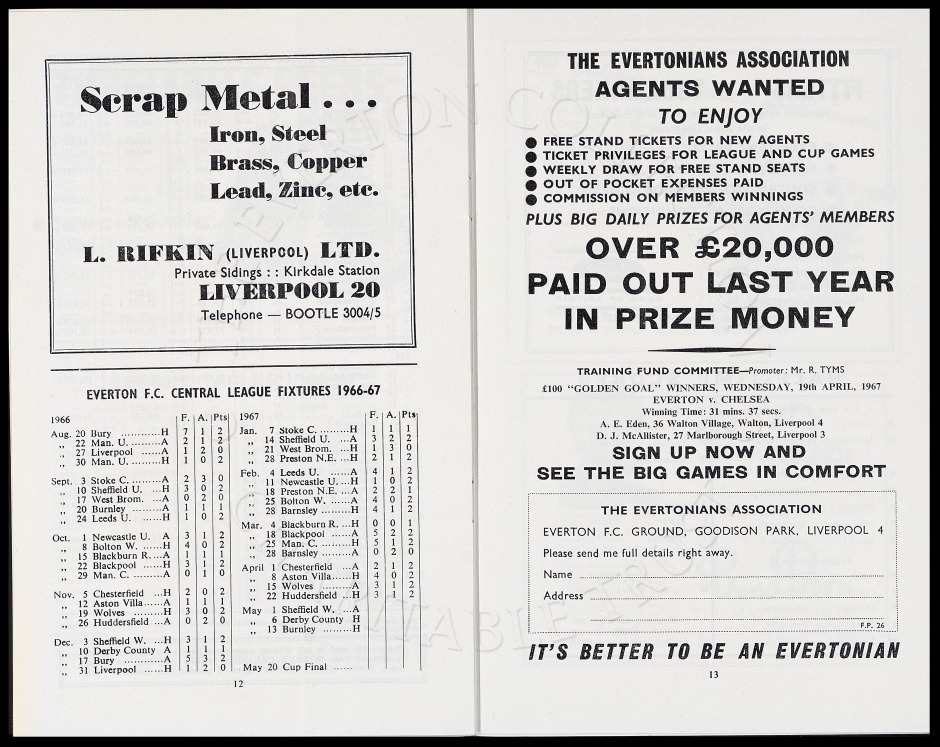 Scrap Metal . . .
Iron, Steel
Brass, Copper
Lead, Zinc, etc.
L. RIFKIN (LIVERPOOL) LTD.
Private Sidings : : Kirkdale Station
LIVERPOOL 20
Telephone — BOOTLE 3004/5
EVERTON F.C. CENTRAL LEAGUE FIXTURES 1966-67
1966 F. A. Pts
Aug. 20 Bury ............H 7 1 2
,, 22 Man. U. .........A 2 1 2
,, 27 Liverpool ......A 1 2 0
,, 30 Man. U. .........H 1 0 2
Sept. 3 Stoke C. .........A 2 3 0
,, 10 Sheffield U. ...H 3 0 2
,, 17 West Brom. ...A 0 2 0
,, 20 Burnley .........A 1 1 1
,, 24 Leeds U. ......H 1 0 2
Oct. 1 Newcastle U. A 3 1 2
,, 8 Bolton W. ......H 4 0 2
,, 15 Blackburn R. ...A 1 1 1
,, 22 Blackpool ......H 3 1 2
,, 29 Man. C. .........A 0 1 0
Nov. 5 Chesterfield ...H 2 0 2
,, 12 Aston Villa......A 1 1 1
,, 19 Wolves .........H 3 0 2
,, 26 Huddersfield ...A 0 2 0
Dec. 3 Sheffield W. ...H 3 1 2
,, 10 Derby County A 1 1 1
,, 17 Bury ............A 5 3 2
,, 31 Liverpool ......H 1 2 0
1967 F. A. Pts
Jan. 7 Stoke C. .........H 1 1 1
,, 14 Sheffield U. ...A 3 2 2
,, 21 West Brom. ...H 1 3 0
,, 28 Preston N.E. ...H 2 1 2
Feb. 4 Leeds U. ......A 4 1 2
,, 11 Newcastle U. ...H 1 0 2
,, 18 Preston N.E. ...A 2 2 1
,, 25 Bolton W. ......A 4 0 2
,, 28 Barnsley .........H 4 1 2
Mar. 4 Blackburn R. ...H 0 0 1
,, 18 Blackpool ......A 5 2 2
,, 25 Man. C. .........H 5 1 2
,, 28 Barnsley .........A 0 2 0
April 1 Chesterfield ...A 2 1 2
,, 8 Aston Villa......H 4 0 2
,, 15 Wolves .........A 3 1 2
,, 22 Huddersfield ...H 3 1 2
May 1 Sheffield W. ...A
,, 6 Derby County H
,, 13 Burnley .........H
May 20 Cup Final ......
12
THE EVERTONIANS ASSOCIATION
AGENTS WANTED
TO ENJOY
● FREE STAND TICKETS FOR NEW AGENTS
● TICKET PRIVILEGES FOR LEAGUE AND CUP GAMES
● WEEKLY DRAW FOR FREE STAND SEATS
● OUT OF POCKET EXPENSES PAID
● COMMISSION ON MEMBERS WINNINGS
PLUS BIG DAILY PRIZES FOR AGENTS' MEMBERS
OVER £20,000
PAID OUT LAST YEAR
IN PRIZE MONEY
TRAINING FUND COMMITTEE—Promoter: Mr. R. TYMS
£100 "GOLDEN GOAL" WINNERS, WEDNESDAY, 19th APRIL, 1967
EVERTON v. CHELSEA
Winning Time: 31 mins. 37 secs.
A. E. Eden, 36 Walton Village, Walton, Liverpool 4
D. J. McAllister, 27 Marlborough Street, Liverpool 3
SIGN UP NOW AND
SEE THE BIG GAMES IN COMFORT
THE EVERTONIANS ASSOCIATION
EVERTON F.C. GROUND, GOODISON PARK, LIVERPOOL 4
Please send me full details right away.
Name
Address
F.P. 26
IT'S BETTER TO BE AN EVERTONIAN
13